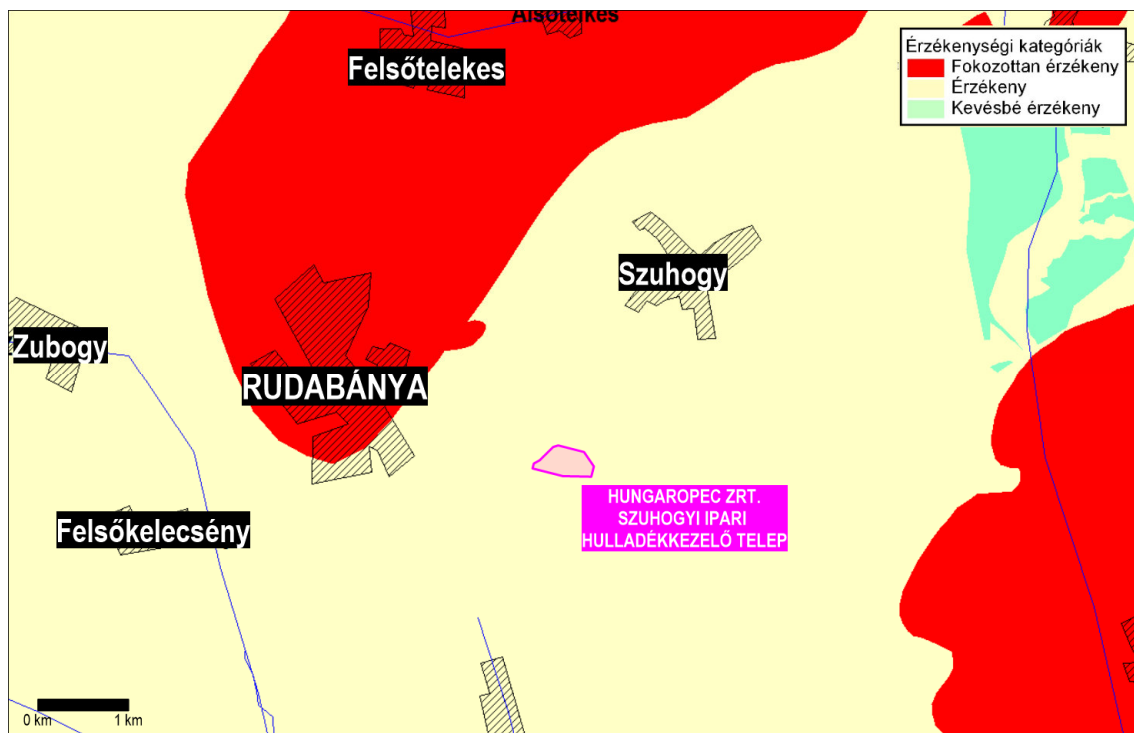 Alsótelkes
Felsőtelekes
Érzékenységi kategóriák
Fokozottan érzékeny
Érzékeny
Kevésbé érzékeny
Szuhogy
Zubogy
RUDABÁNYA
HUNGAROPEC ZRT.
SZUHOGYI IPARI
HULLADÉKKEZELŐ TELEP
Felsőkelecsény
0 km 1 km